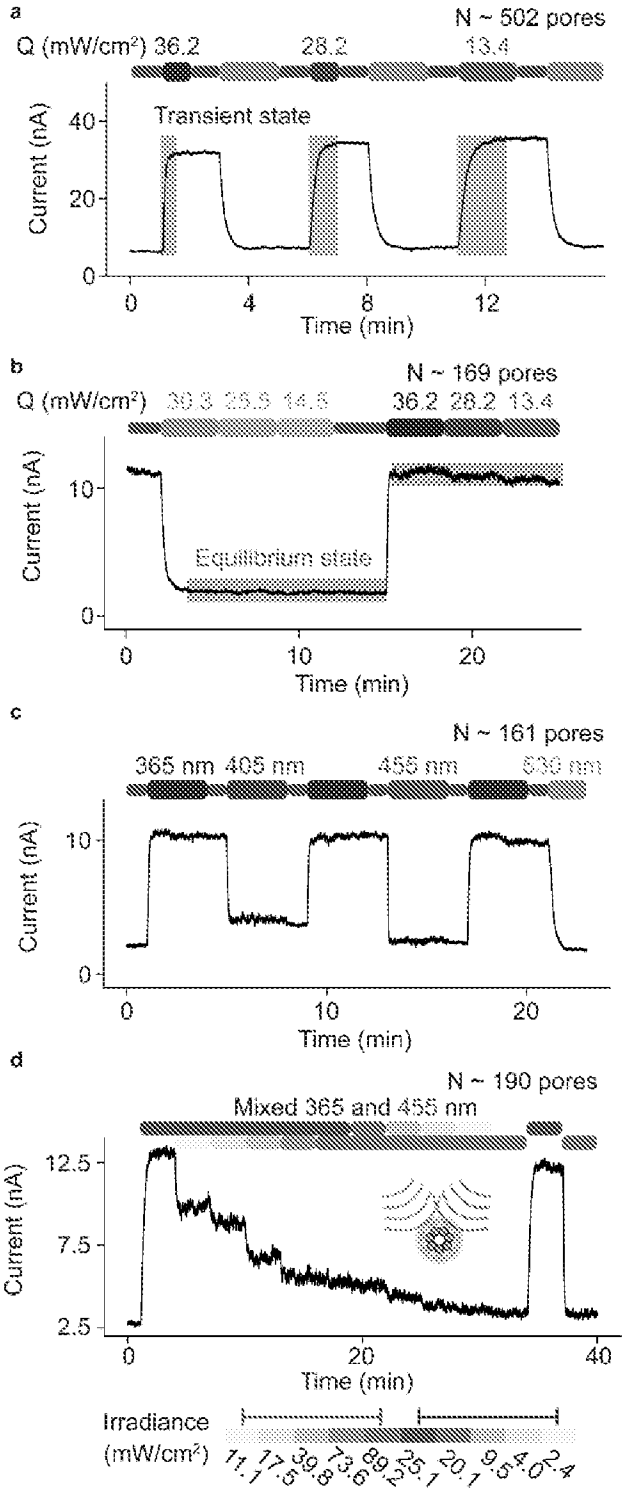 a
N ~ 502 pores
Q (mW/cm²) 36.2 28.2 13.4
Transient state
Current (nA)
40
20
0
0 4 8 12
Time (min)
b
N ~ 169 pores
Q (mW/cm²) 30.3 14.5 36.2 28.2 13.4
Current (nA)
10
Equilibrium state
0
0 10 20
Time (min)
c
N ~ 161 pores
365 nm 405 nm 455 nm 530 nm
Current (nA)
10
0
0 10 20
Time (min)
d
N ~ 190 pores
Mixed 365 and 455 nm
Current (nA)
12.5
7.5
2.5
0 20 40
Time (min)
Irradiance
(mW/cm²)
11.1 17.5 39.8 73.6 89.2 25.1 20.1 9.5 4.0 2.4